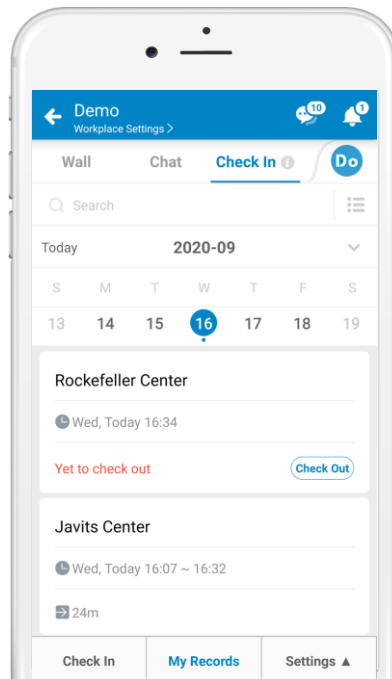 Demo
Workplace Settings >
10
1
Wall Chat Check In i Do
Search
Today 2020-09
S M T W T F S
13 14 15 16 17 18 19
Rockefeller Center
Wed, Today 16:34
Yet to check out Check Out
Javits Center
Wed, Today 16:07 ~ 16:32
24m
Check In My Records Settings ▲